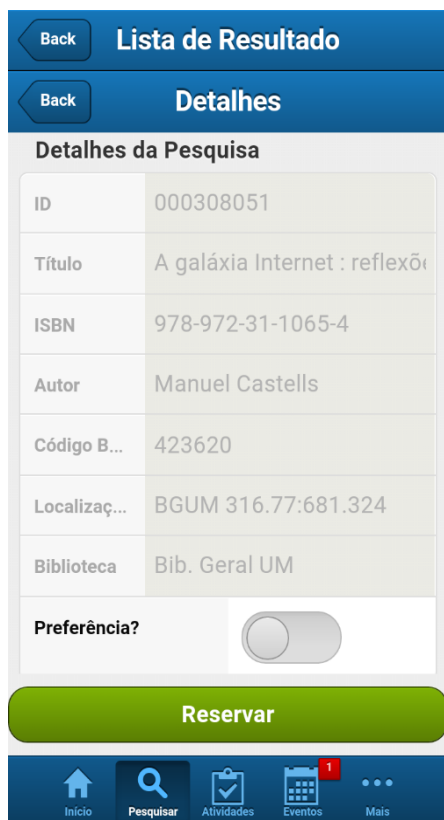 Back Lista de Resultado
Back Detalhes
Detalhes da Pesquisa
ID 000308051
Título A galáxia Internet : reflexõ
ISBN 978-972-31-1065-4
Autor Manuel Castells
Código B... 423620
Localizaç... BGUM 316.77:681.324
Biblioteca Bib. Geral UM
Preferência?
Reservar
1
Início Pesquisar Atividades Eventos Mais